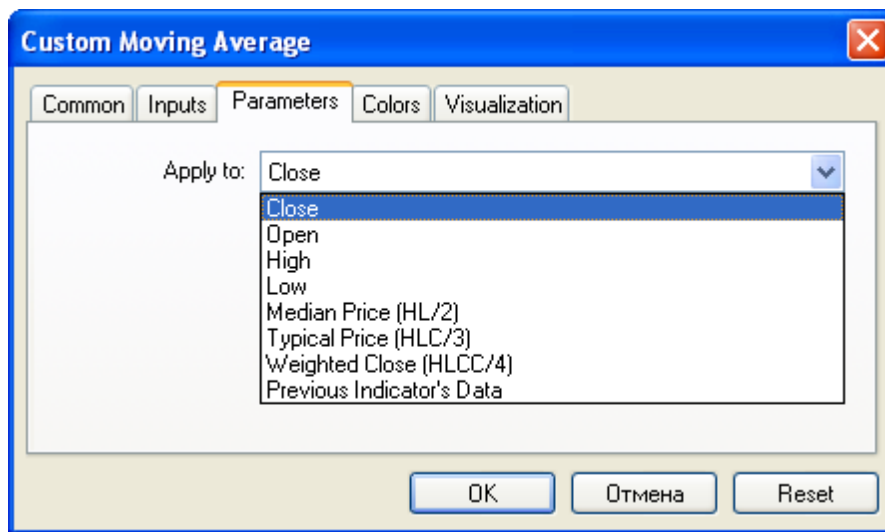 Custom Moving Average
Common Inputs Parameters Colors Visualization
Apply to: Close
Close
Open
High
Low
Median Price (HL/2)
Typical Price (HLC/3)
Weighted Close (HLCC/4)
Previous Indicator's Data
OK Отмена Reset